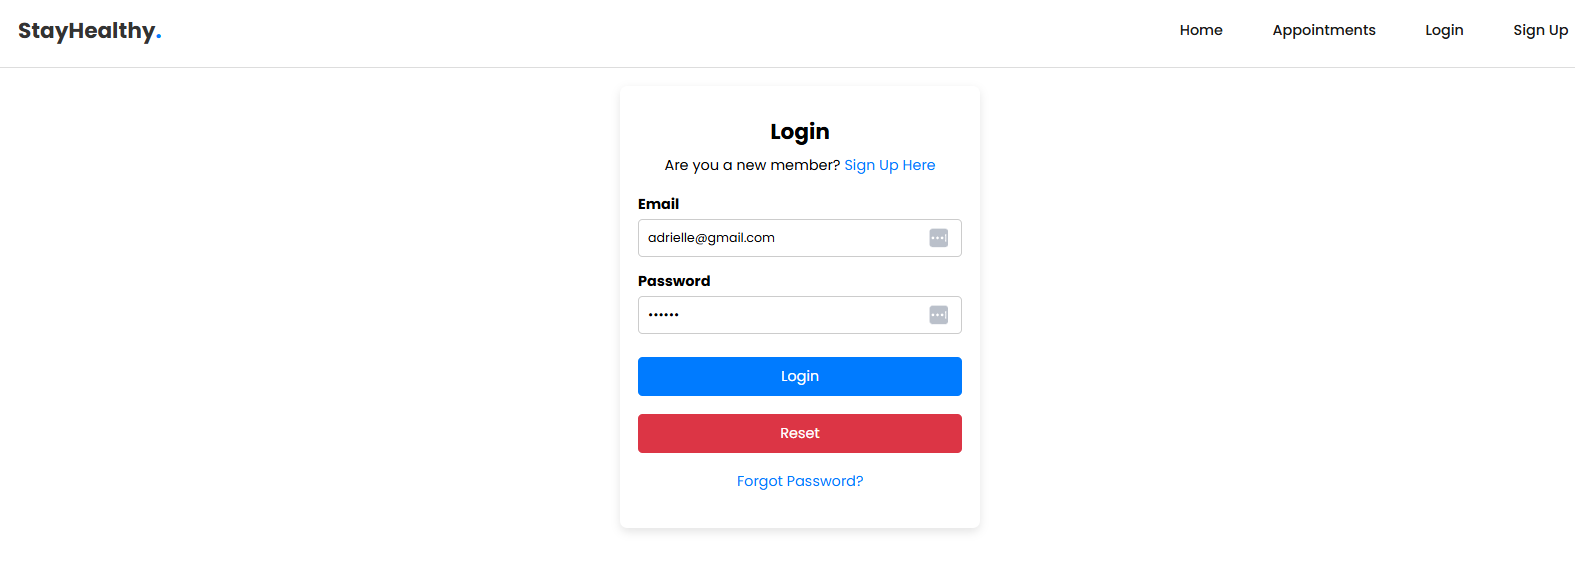 StayHealthy.
Home Appointments Login Sign Up
Login
Are you a new member? Sign Up Here
Email
adrielle@gmail.com
Password
••••••
Login
Reset
Forgot Password?